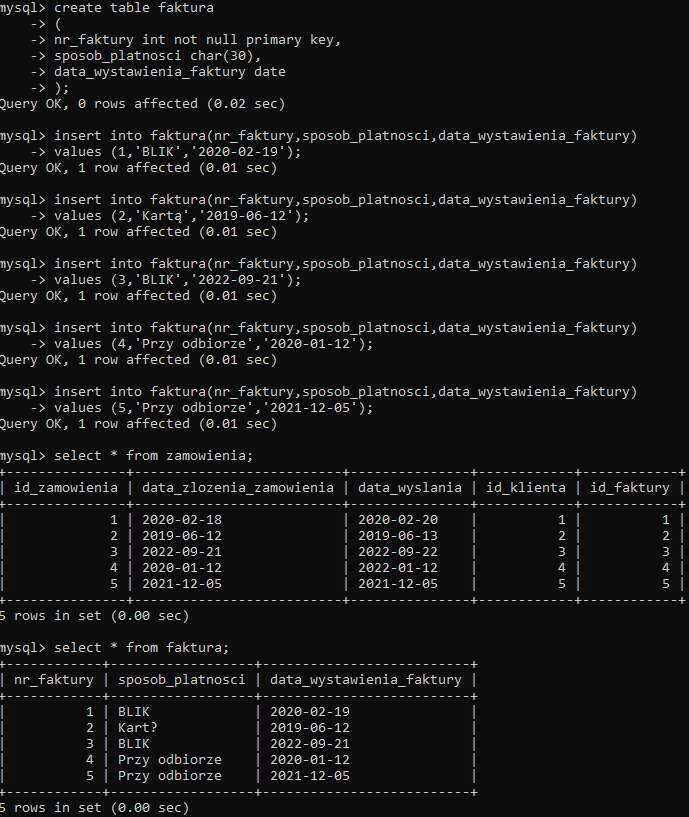 mysql> create table faktura
    -> (
    -> nr_faktury int not null primary key,
    -> sposob_platnosci char(30),
    -> data_wystawienia_faktury date
    -> );
Query OK, 0 rows affected (0.02 sec)

mysql> insert into faktura(nr_faktury,sposob_platnosci,data_wystawienia_faktury)
    -> values (1,'BLIK','2020-02-19');
Query OK, 1 row affected (0.01 sec)

mysql> insert into faktura(nr_faktury,sposob_platnosci,data_wystawienia_faktury)
    -> values (2,'Kartą','2019-06-12');
Query OK, 1 row affected (0.01 sec)

mysql> insert into faktura(nr_faktury,sposob_platnosci,data_wystawienia_faktury)
    -> values (3,'BLIK','2022-09-21');
Query OK, 1 row affected (0.01 sec)

mysql> insert into faktura(nr_faktury,sposob_platnosci,data_wystawienia_faktury)
    -> values (4,'Przy odbiorze','2020-01-12');
Query OK, 1 row affected (0.01 sec)

mysql> insert into faktura(nr_faktury,sposob_platnosci,data_wystawienia_faktury)
    -> values (5,'Przy odbiorze','2021-12-05');
Query OK, 1 row affected (0.01 sec)

mysql> select * from zamowienia;
+---------------+--------------------------+---------------+------------+------------+
| id_zamowienia | data_zlozenia_zamowienia | data_wyslania | id_klienta | id_faktury |
+---------------+--------------------------+---------------+------------+------------+
|             1 | 2020-02-18               | 2020-02-20    |          1 |          1 |
|             2 | 2019-06-12               | 2019-06-13    |          2 |          2 |
|             3 | 2022-09-21               | 2022-09-22    |          3 |          3 |
|             4 | 2020-01-12               | 2022-01-12    |          4 |          4 |
|             5 | 2021-12-05               | 2021-12-05    |          5 |          5 |
+---------------+--------------------------+---------------+------------+------------+
5 rows in set (0.00 sec)

mysql> select * from faktura;
+------------+------------------+--------------------------+
| nr_faktury | sposob_platnosci | data_wystawienia_faktury |
+------------+------------------+--------------------------+
|          1 | BLIK             | 2020-02-19               |
|          2 | Kart?            | 2019-06-12               |
|          3 | BLIK             | 2022-09-21               |
|          4 | Przy odbiorze    | 2020-01-12               |
|          5 | Przy odbiorze    | 2021-12-05               |
+------------+------------------+--------------------------+
5 rows in set (0.00 sec)